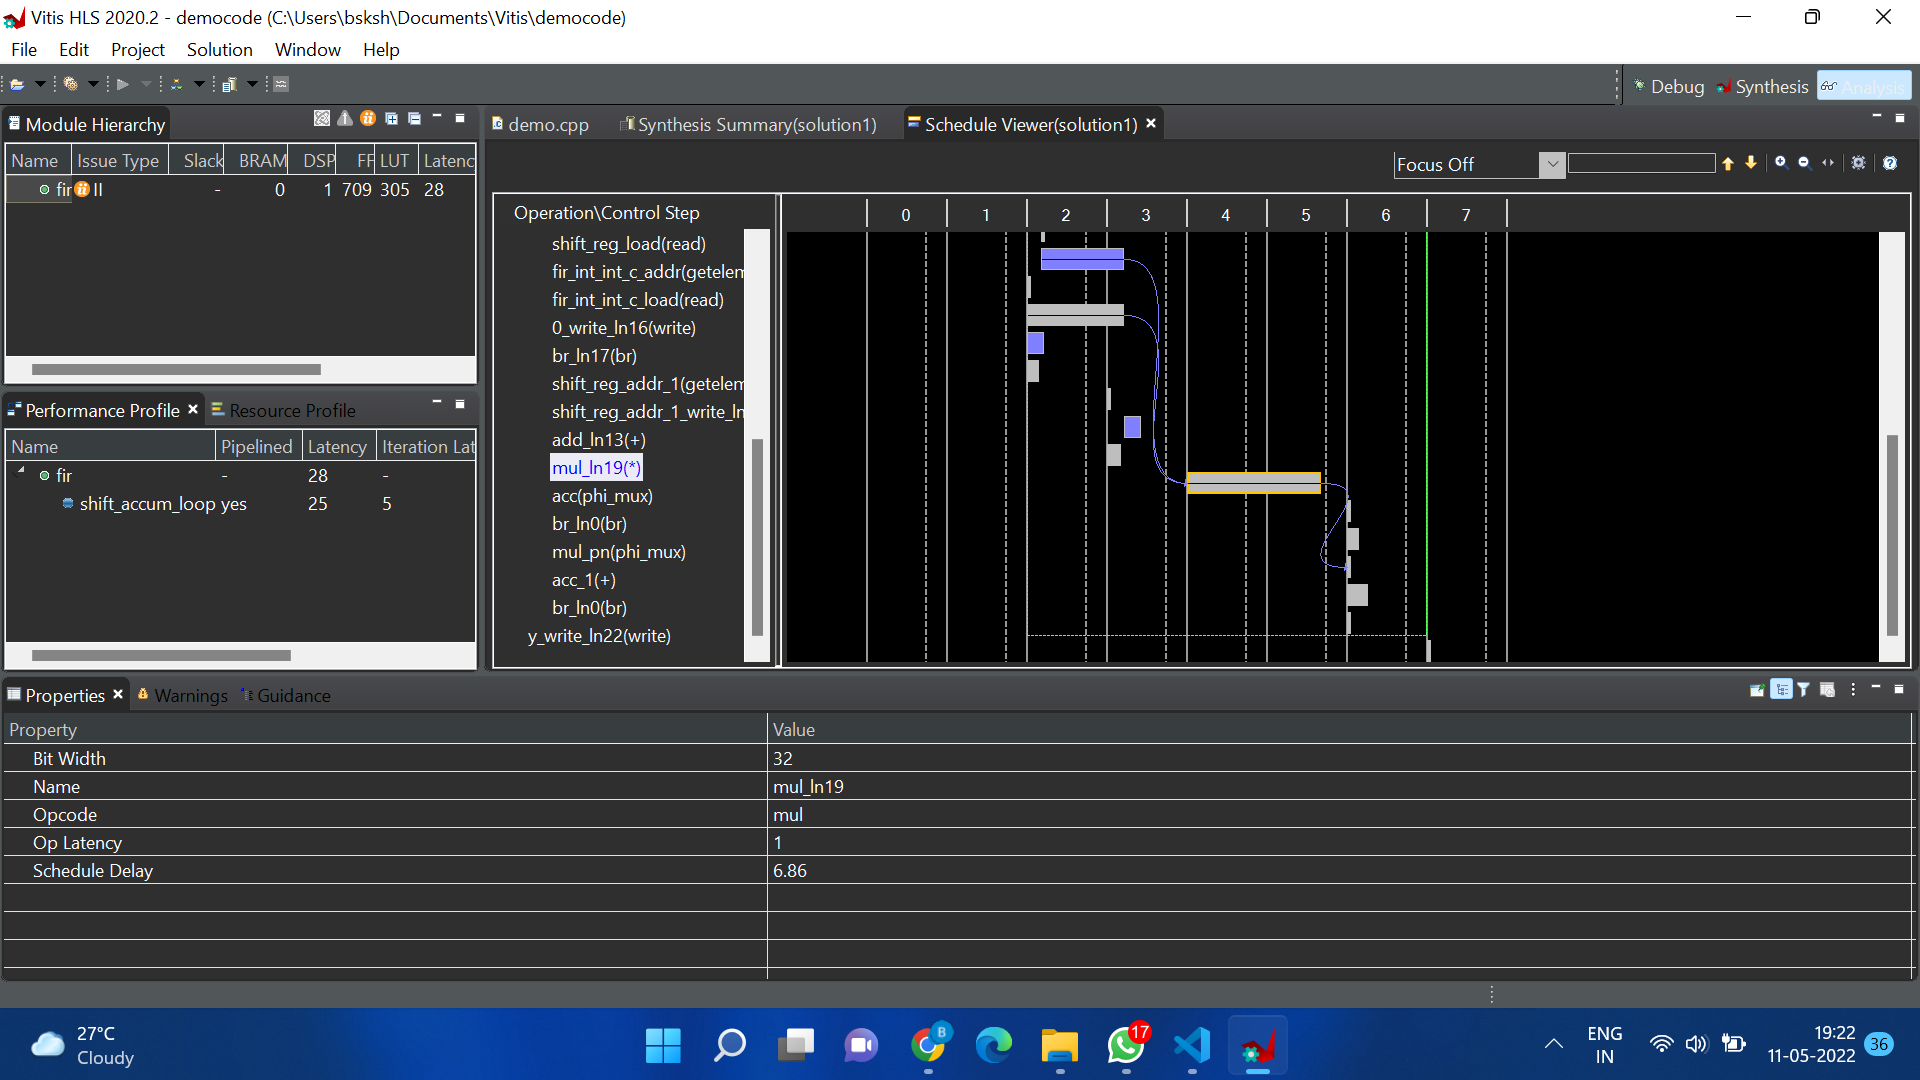 Vitis HLS 2020.2 - democode (C:\Users\bsksh\Documents\Vitis\democode)
File Edit Project Solution Window Help
Debug Synthesis Analysis
Module Hierarchy
Name Issue Type Slack BRAM DSP FF LUT Latenc
fir II - 0 1 709 305 28
Performance Profile Resource Profile
Name Pipelined Latency Iteration Lat
fir - 28 -
shift_accum_loop yes 25 5
demo.cpp Synthesis Summary(solution1) Schedule Viewer(solution1)
Focus Off
Operation\Control Step 0 1 2 3 4 5 6 7
shift_reg_load(read)
fir_int_int_c_addr(getelem
fir_int_int_c_load(read)
0_write_ln16(write)
br_ln17(br)
shift_reg_addr_1(getelem
shift_reg_addr_1_write_ln
add_ln13(+)
mul_ln19(*)
acc(phi_mux)
br_ln0(br)
mul_pn(phi_mux)
acc_1(+)
br_ln0(br)
y_write_ln22(write)
Properties Warnings Guidance
Property Value
Bit Width 32
Name mul_ln19
Opcode mul
Op Latency 1
Schedule Delay 6.86
27°C
Cloudy
B
17
ENG
IN
19:22
11-05-2022
36